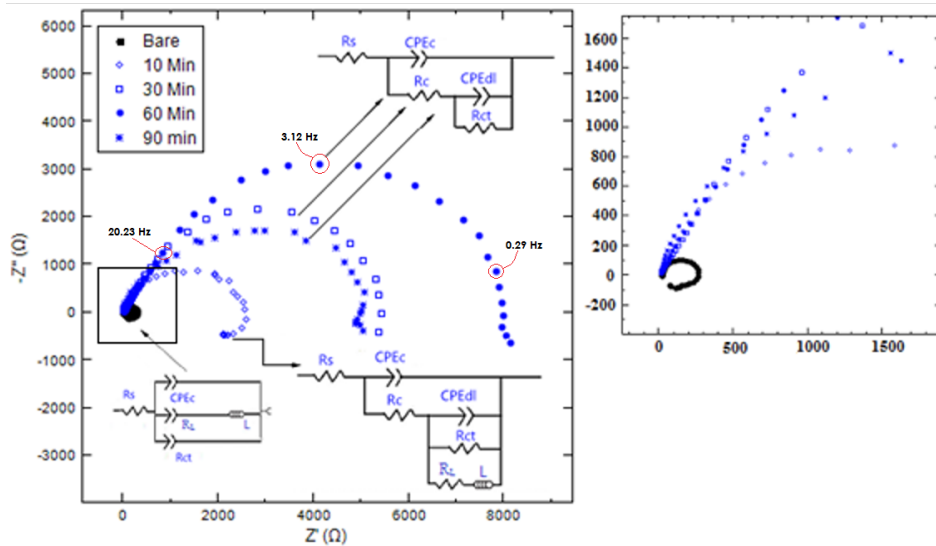 6000
5000
4000
3000
2000
1000
0
-1000
-2000
-3000
-Z" (Ω)
0
2000
4000
6000
8000
Z' (Ω)
Bare
10 Min
30 Min
60 Min
90 min
3.12 Hz
20.23 Hz
0.29 Hz
Rs
CPEc
Rc
CPEdl
Rct
Rs
CPEc
RL
L
Rct
Rs
CPEc
Rc
CPEdl
Rct
RL
L
1600
1400
1200
1000
800
600
400
200
0
-200
0
500
1000
1500